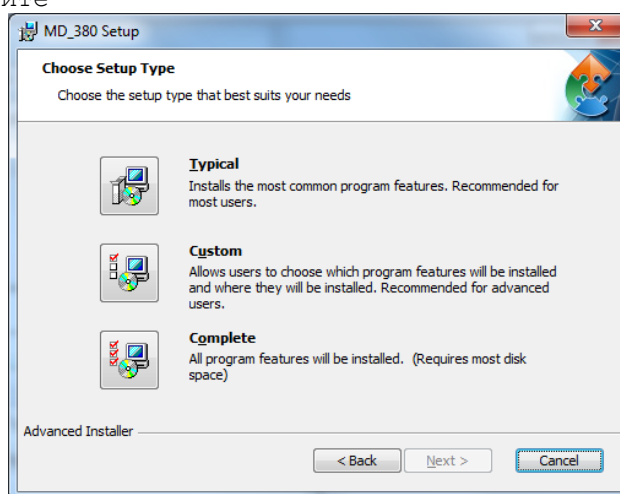 MD_380 Setup
Choose Setup Type
Choose the setup type that best suits your needs
Typical
Installs the most common program features. Recommended for
most users.
Custom
Allows users to choose which program features will be installed
and where they will be installed. Recommended for advanced
users.
Complete
All program features will be installed. (Requires most disk
space)
Advanced Installer
< Back Next > Cancel